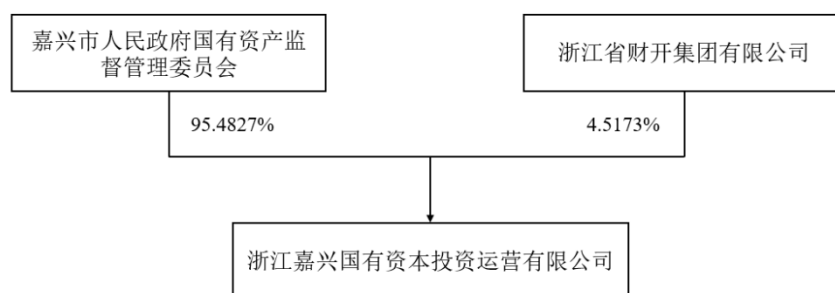 嘉兴市人民政府国有资产监
督管理委员会
浙江省财开集团有限公司
95.4827%
4.5173%
浙江嘉兴国有资本投资运营有限公司